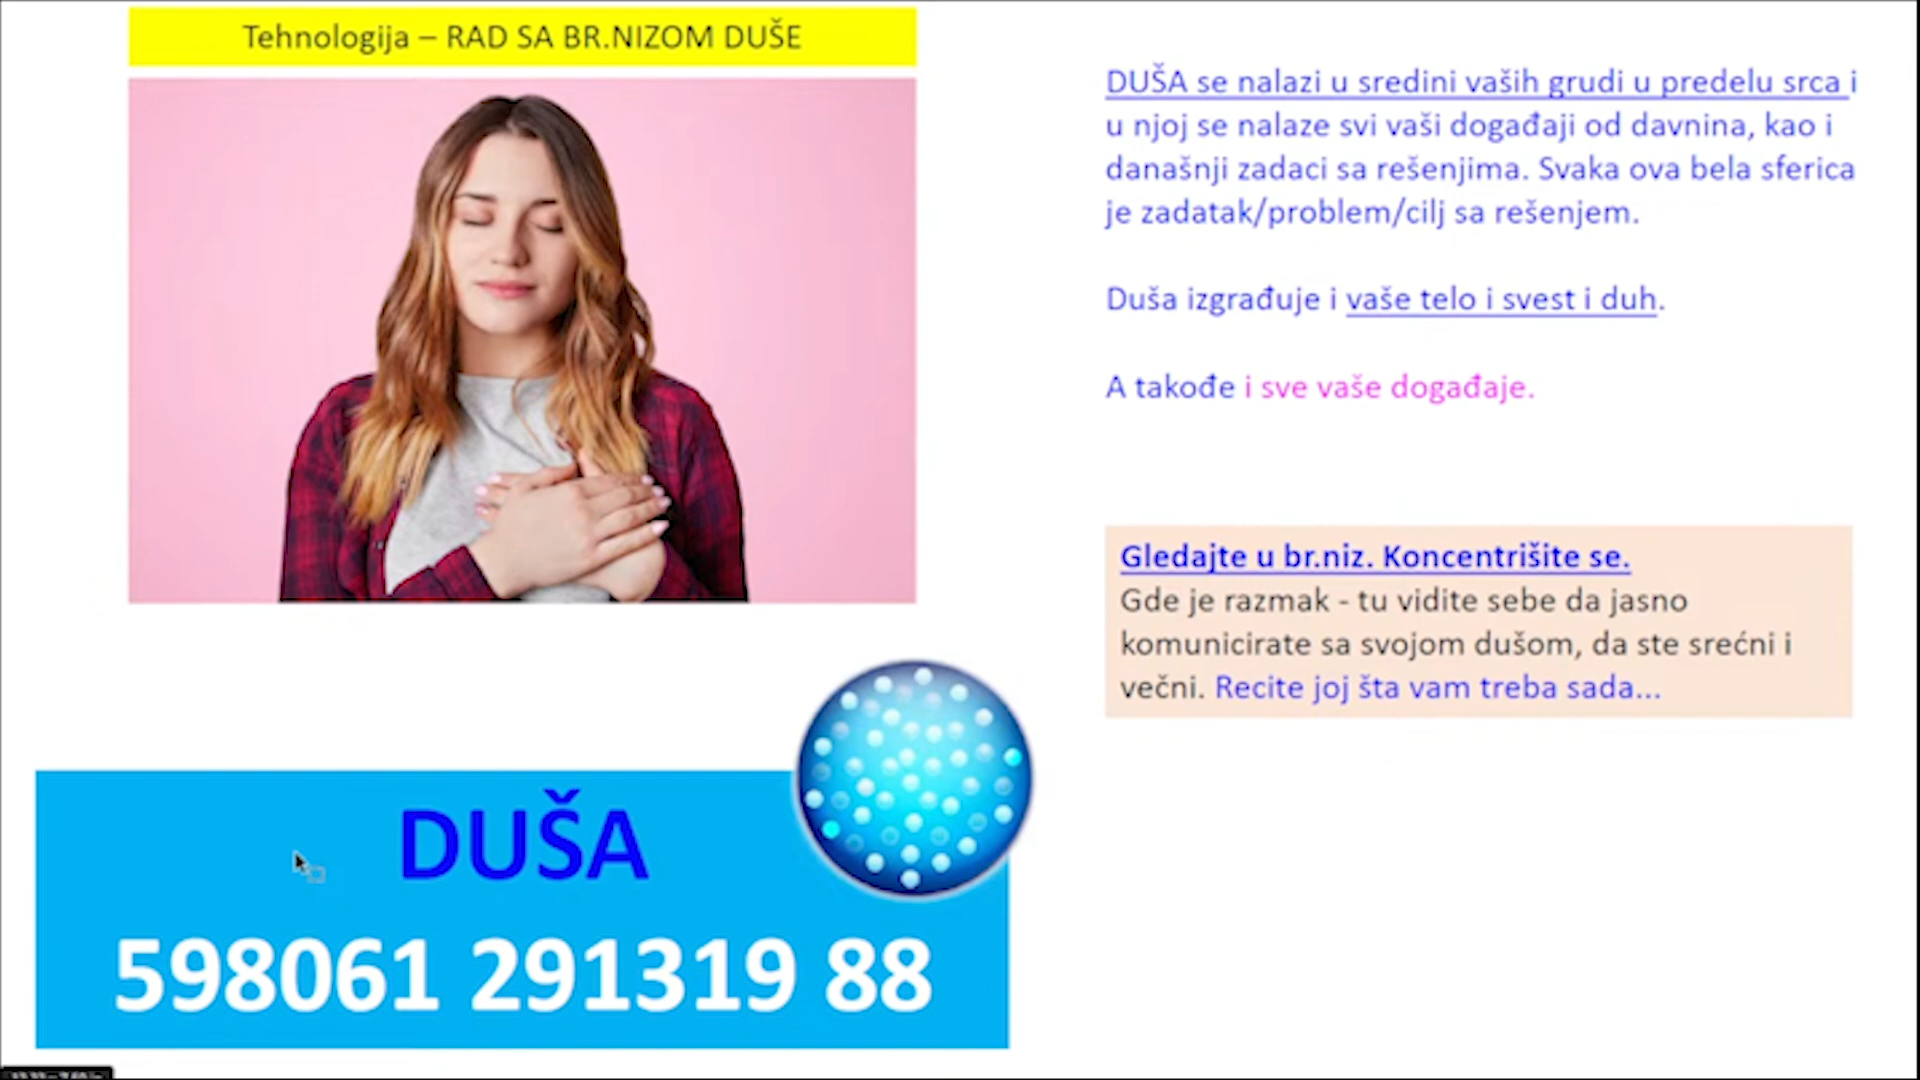 Tehnologija – RAD SA BR.NIZOM DUŠE
DUŠA se nalazi u sredini vaših grudi u predelu srca i
u njoj se nalaze svi vaši događaji od davnina, kao i
današnji zadaci sa rešenjima. Svaka ova bela sferica
je zadatak/problem/cilj sa rešenjem.
Duša izgrađuje i vaše telo i svest i duh.
A takođe i sve vaše događaje.
Gledajte u br.niz. Koncentrišite se.
Gde je razmak - tu vidite sebe da jasno
komunicirate sa svojom dušom, da ste srećni i
večni. Recite joj šta vam treba sada...
DUŠA
598061 291319 88